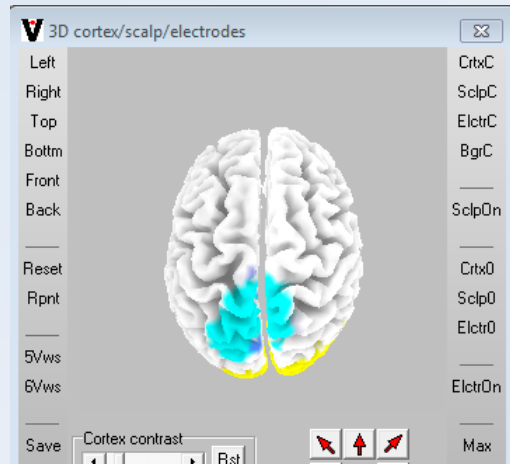 3D cortex/scalp/electrodes
Left
Right
Top
Bottm
Front
Back
Reset
Rpnt
5Vws
6Vws
Save
CrtxC
SclpC
ElctrC
BgrC
SclpOn
Crtx0
Sclp0
Elctr0
ElctrOn
Max
Cortex contrast
Rst